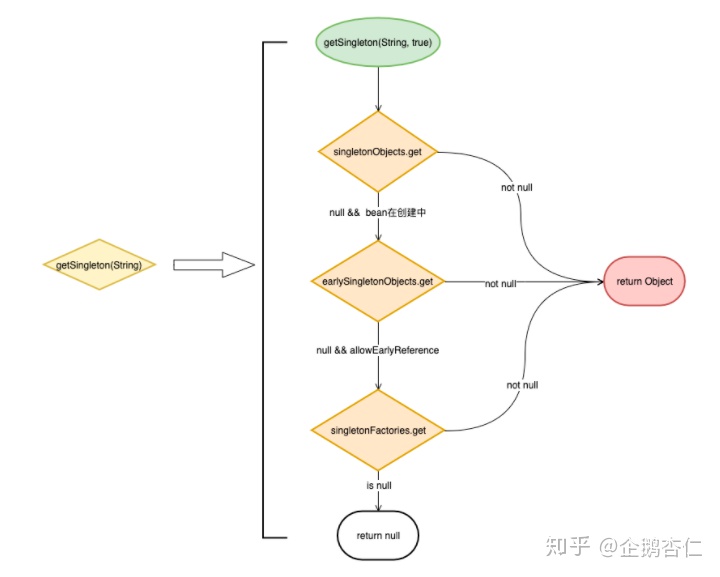 getSingleton(String, true)
singletonObjects.get
not null
null && bean在创建中
getSingleton(String)
earlySingletonObjects.get
not null
return Object
null && allowEarlyReference
not null
singletonFactories.get
is null
return null
知乎 @企鹅杏仁